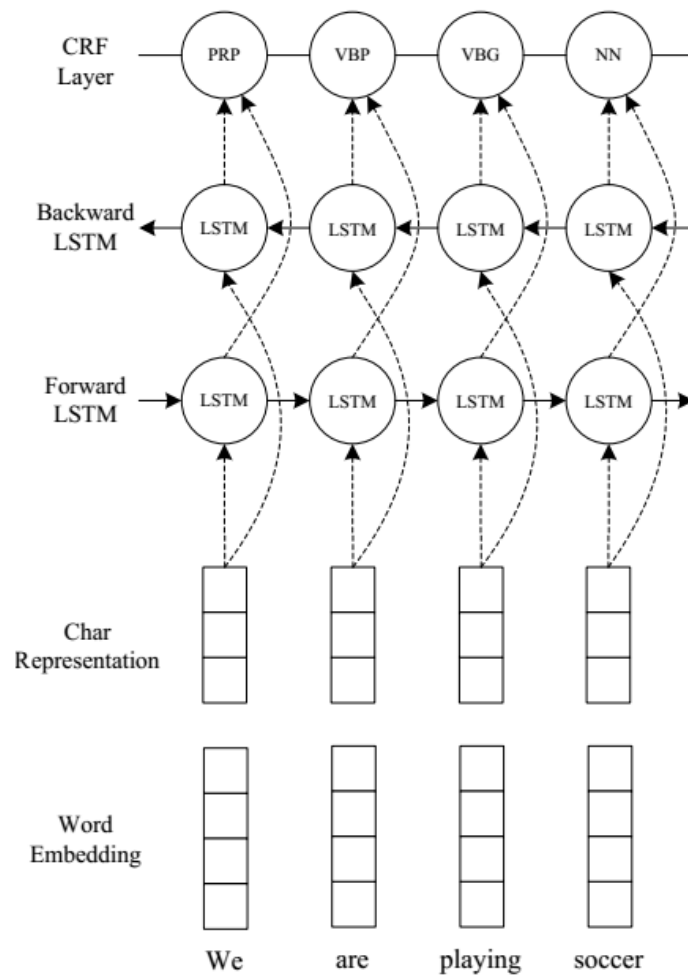 CRF
Layer
PRP
VBP
VBG
NN
Backward
LSTM
LSTM
LSTM
LSTM
LSTM
Forward
LSTM
LSTM
LSTM
LSTM
LSTM
Char
Representation
Word
Embedding
We
are
playing
soccer